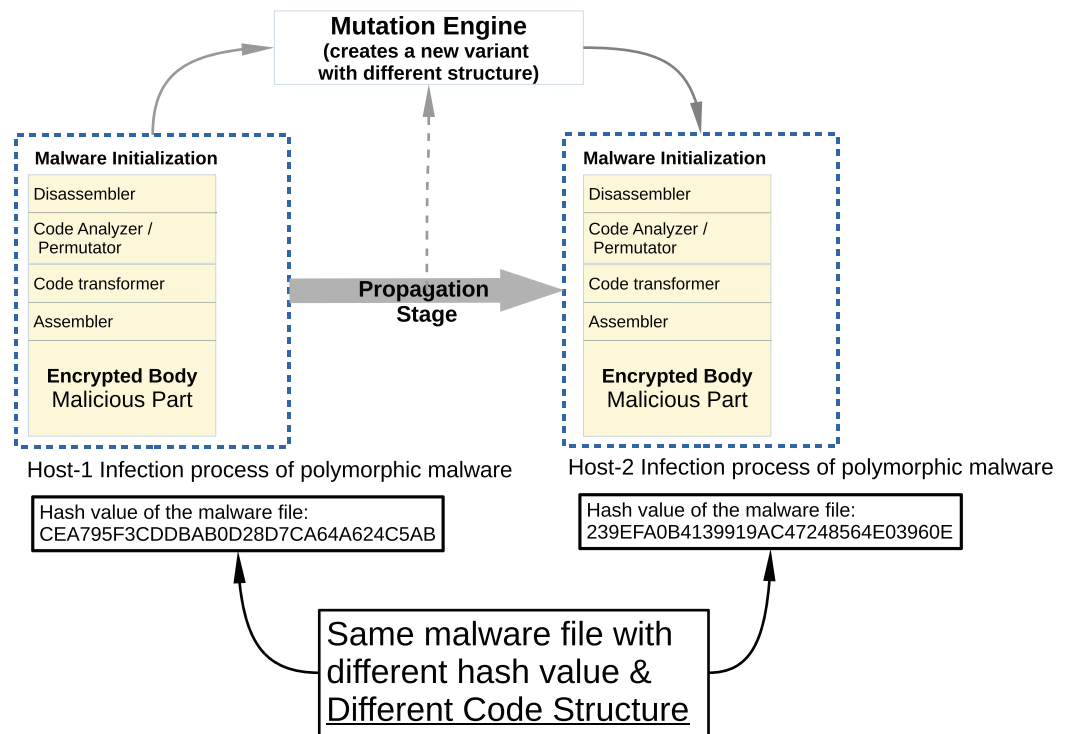 Mutation Engine
(creates a new variant
with different structure)
Malware Initialization
Disassembler
Code Analyzer /
Permutator
Code transformer
Assembler
Encrypted Body
Malicious Part
Propagation
Stage
Malware Initialization
Disassembler
Code Analyzer /
Permutator
Code transformer
Assembler
Encrypted Body
Malicious Part
Host-1 Infection process of polymorphic malware
Host-2 Infection process of polymorphic malware
Hash value of the malware file:
CEA795F3CDDBAB0D28D7CA64A624C5AB
Hash value of the malware file:
239EFA0B4139919AC47248564E03960E
Same malware file with
different hash value &
Different Code Structure